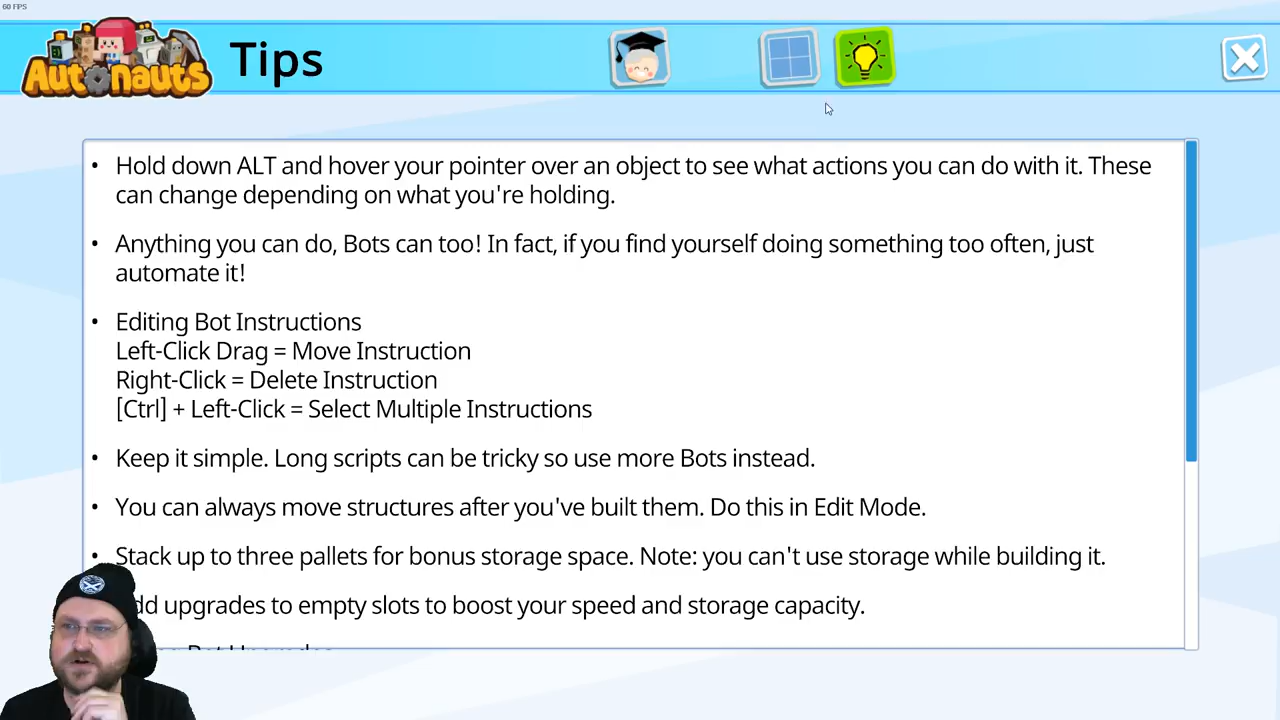 60 FPS
Autonauts
Tips
• Hold down ALT and hover your pointer over an object to see what actions you can do with it. These
can change depending on what you're holding.
• Anything you can do, Bots can too! In fact, if you find yourself doing something too often, just
automate it!
• Editing Bot Instructions
Left-Click Drag = Move Instruction
Right-Click = Delete Instruction
[Ctrl] + Left-Click = Select Multiple Instructions
• Keep it simple. Long scripts can be tricky so use more Bots instead.
• You can always move structures after you've built them. Do this in Edit Mode.
• Stack up to three pallets for bonus storage space. Note: you can't use storage while building it.
upgrades to empty slots to boost your speed and storage capacity.
Bot Upgrades